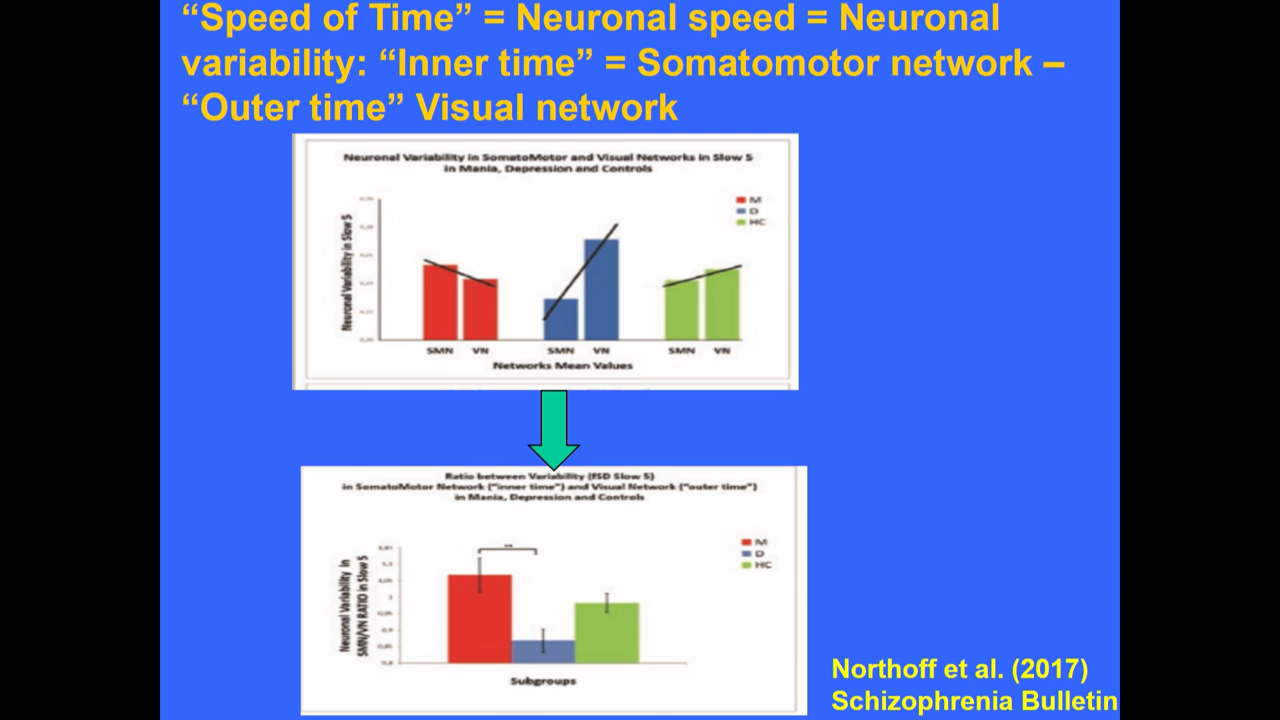 “Speed of Time” = Neuronal speed = Neuronal
variability: “Inner time” = Somatomotor network –
“Outer time” Visual network
Neuronal Variability in SomatoMotor and Visual Networks in Slow 5
in Mania, Depression and Controls
M
D
HC
Neuronal Variability in Slow 5
SMN VN SMN VN SMN VN
Networks Mean Values
Ratio between Variability (fSD Slow 5)
in SomatoMotor Network ("inner time") and Visual Network ("outer time")
in Mania, Depression and Controls
M
D
HC
Neuronal Variability in
SMN/VN RATIO in Slow 5
**
Subgroups
Northoff et al. (2017)
Schizophrenia Bulletin